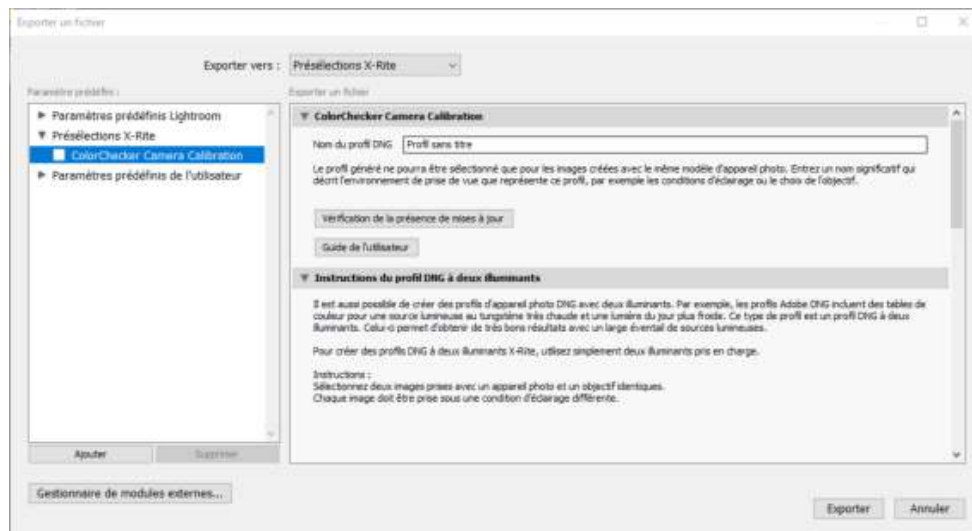 Exporter un fichier
Exporter vers : Présélections X-Rite
Paramètre prédéfini :
Exporter un fichier
Paramètres prédéfinis Lightroom
Présélections X-Rite
ColorChecker Camera Calibration
Paramètres prédéfinis de l'utilisateur
Ajouter
Supprimer
ColorChecker Camera Calibration
Nom du profil DNG Profil sans titre
Le profil généré ne pourra être sélectionné que pour les images créées avec le même modèle d'appareil photo. Entrez un nom significatif qui
décrit l'environnement de prise de vue que représente ce profil, par exemple les conditions d'éclairage ou le choix de l'objectif.
Vérification de la présence de mises à jour
Guide de l'utilisateur
Instructions du profil DNG à deux illuminants
Il est aussi possible de créer des profils d'appareil photo DNG avec deux illuminants. Par exemple, les profils Adobe DNG incluent des tables de
couleur pour une source lumineuse au tungstène très chaude et une lumière du jour plus froide. Ce type de profil est un profil DNG à deux
illuminants. Celui-ci permet d'obtenir de très bons résultats avec un large éventail de sources lumineuses.
Pour créer des profils DNG à deux illuminants X-Rite, utilisez simplement deux illuminants pris en charge.
Instructions :
Sélectionnez deux images prises avec un appareil photo et un objectif identiques.
Chaque image doit être prise sous une condition d'éclairage différente.
Gestionnaire de modules externes...
Exporter
Annuler